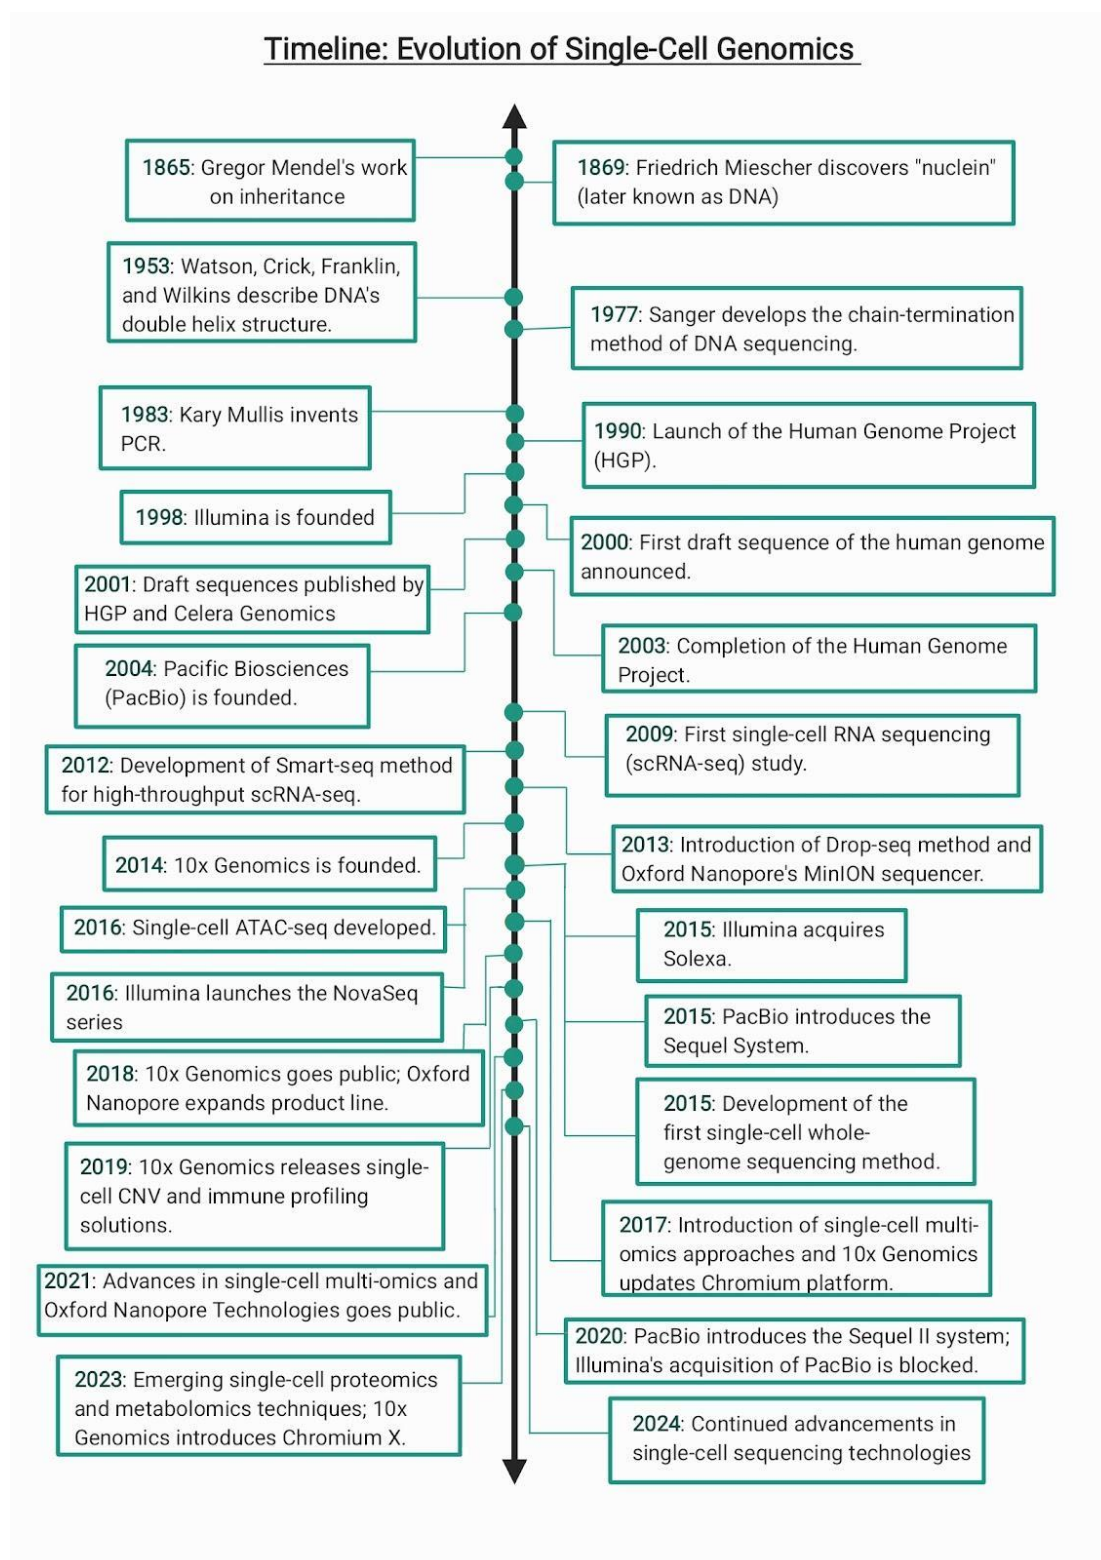 Timeline: Evolution of Single-Cell Genomics
1865: Gregor Mendel's work
on inheritance
1869: Friedrich Miescher discovers "nuclein"
(later known as DNA)
1953: Watson, Crick, Franklin,
and Wilkins describe DNA's
double helix structure.
1977: Sanger develops the chain-termination
method of DNA sequencing.
1983: Kary Mullis invents
PCR.
1990: Launch of the Human Genome Project
(HGP).
1998: Illumina is founded
2000: First draft sequence of the human genome
announced.
2001: Draft sequences published by
HGP and Celera Genomics
2003: Completion of the Human Genome
Project.
2004: Pacific Biosciences
(PacBio) is founded.
2009: First single-cell RNA sequencing
(scRNA-seq) study.
2012: Development of Smart-seq method
for high-throughput scRNA-seq.
2013: Introduction of Drop-seq method and
Oxford Nanopore's MinION sequencer.
2014: 10x Genomics is founded.
2015: Illumina acquires
Solexa.
2016: Single-cell ATAC-seq developed.
2015: PacBio introduces the
Sequel System.
2016: Illumina launches the NovaSeq
series
2015: Development of the
first single-cell whole-
genome sequencing method.
2018: 10x Genomics goes public; Oxford
Nanopore expands product line.
2017: Introduction of single-cell multi-
omics approaches and 10x Genomics
updates Chromium platform.
2019: 10x Genomics releases single-
cell CNV and immune profiling
solutions.
2020: PacBio introduces the Sequel II system;
Illumina's acquisition of PacBio is blocked.
2021: Advances in single-cell multi-omics and
Oxford Nanopore Technologies goes public.
2023: Emerging single-cell proteomics
and metabolomics techniques; 10x
Genomics introduces Chromium X.
2024: Continued advancements in
single-cell sequencing technologies